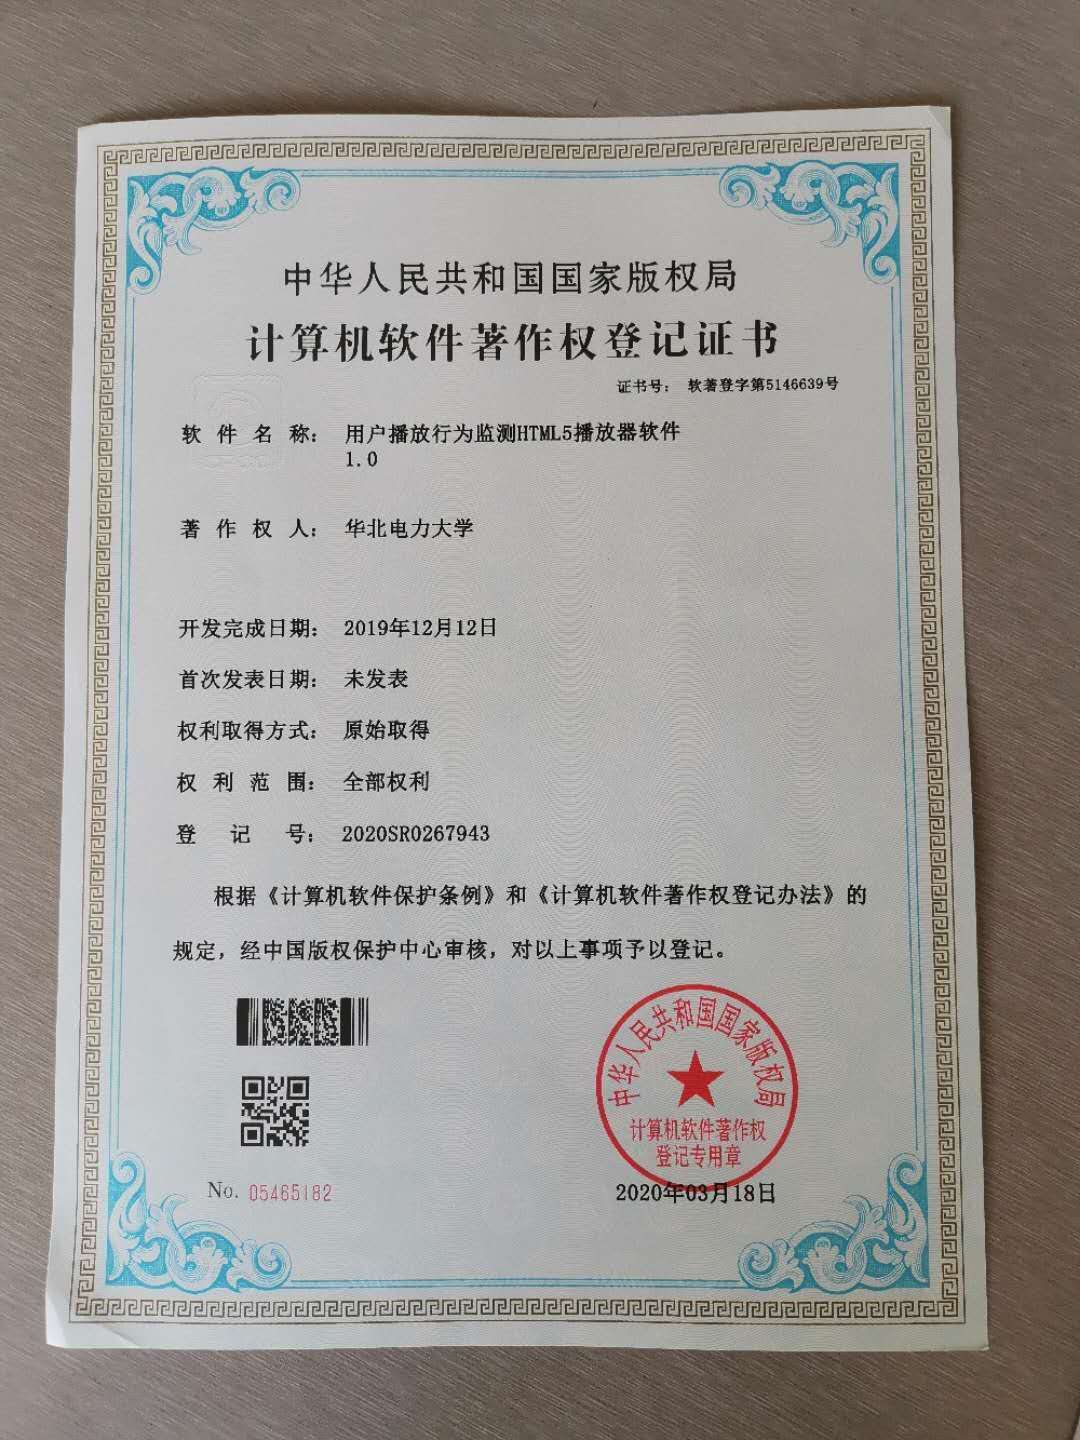 中华人民共和国国家版权局
计算机软件著作权登记证书
证书号： 软著登字第5146639号
软件名称： 用户播放行为监测HTML5播放器软件
1.0
著作权人： 华北电力大学
开发完成日期： 2019年12月12日
首次发表日期： 未发表
权利取得方式： 原始取得
权利范围： 全部权利
登记号： 2020SR0267943
根据《计算机软件保护条例》和《计算机软件著作权登记办法》的
规定，经中国版权保护中心审核，对以上事项予以登记。
中华人民共和国国家版权局
计算机软件著作权
登记专用章
No. 05465182
2020年03月18日